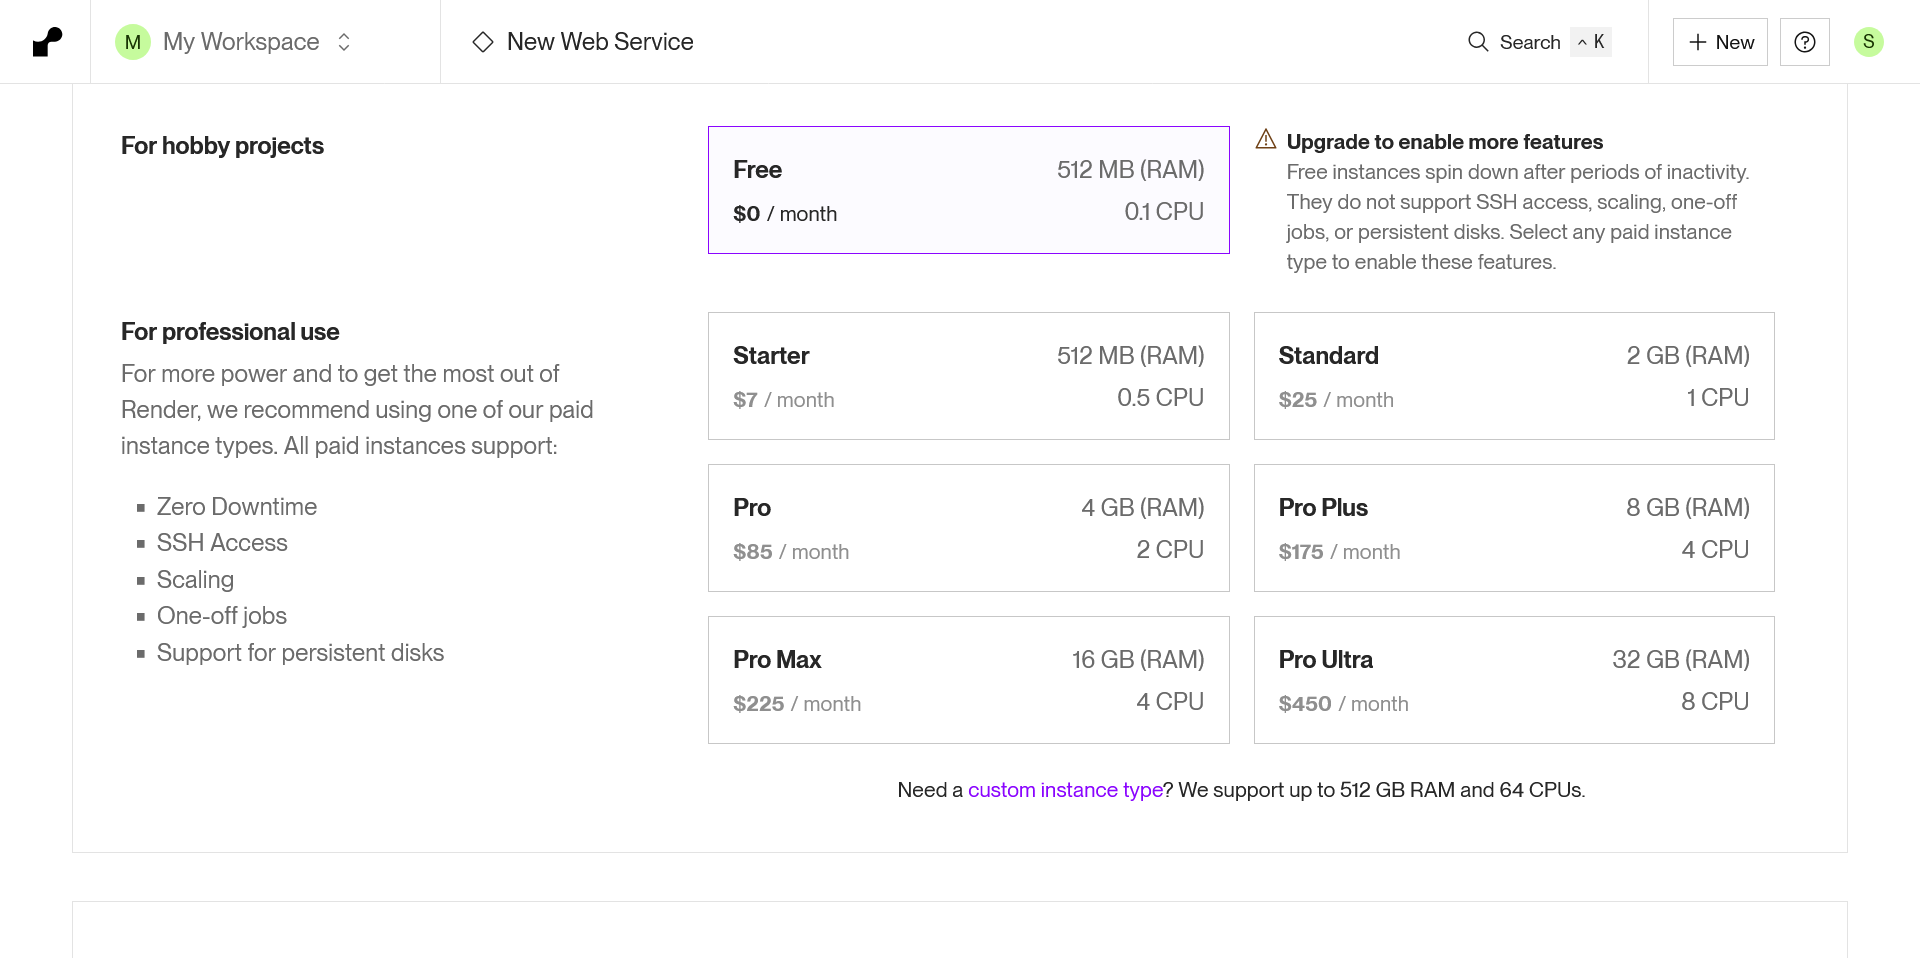 M My Workspace
New Web Service
Search ^ K
+ New
S
For hobby projects
Free 512 MB (RAM)
$0 / month 0.1 CPU
Upgrade to enable more features
Free instances spin down after periods of inactivity.
They do not support SSH access, scaling, one-off
jobs, or persistent disks. Select any paid instance
type to enable these features.
For professional use
For more power and to get the most out of
Render, we recommend using one of our paid
instance types. All paid instances support:
▪ Zero Downtime
▪ SSH Access
▪ Scaling
▪ One-off jobs
▪ Support for persistent disks
Starter 512 MB (RAM)
$7 / month 0.5 CPU
Standard 2 GB (RAM)
$25 / month 1 CPU
Pro 4 GB (RAM)
$85 / month 2 CPU
Pro Plus 8 GB (RAM)
$175 / month 4 CPU
Pro Max 16 GB (RAM)
$225 / month 4 CPU
Pro Ultra 32 GB (RAM)
$450 / month 8 CPU
Need a custom instance type? We support up to 512 GB RAM and 64 CPUs.